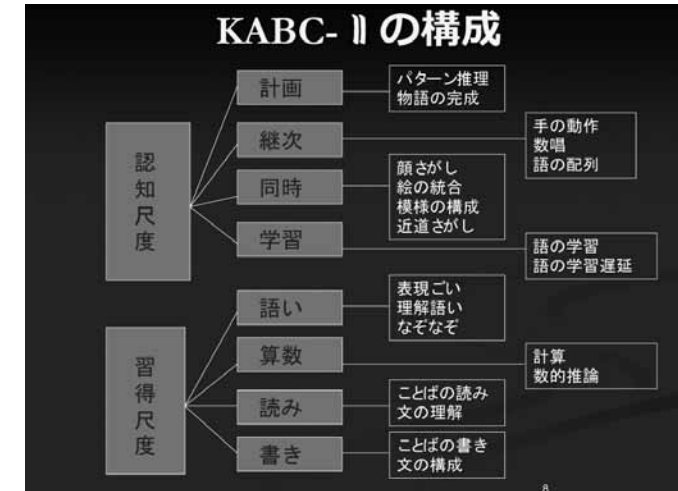 KABC-Ⅱの構成
認知尺度
計画
パターン推理
物語の完成
継次
手の動作
数唱
語の配列
同時
顔さがし
絵の統合
模様の構成
近道さがし
学習
語の学習
語の学習遅延
習得尺度
語い
表現ごい
理解語い
なぞなぞ
算数
計算
数的推論
読み
ことばの読み
文の理解
書き
ことばの書き
文の構成
8